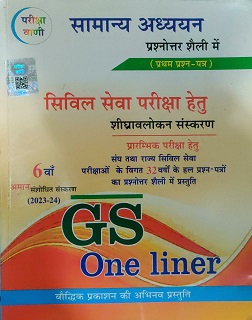 परीक्षा
वाणी
सामान्य अध्ययन
प्रश्नोत्तर शैली में
(प्रथम प्रश्न-पत्र)
सिविल सेवा परीक्षा हेतु
शीघ्रावलोकन संस्करण
प्रारम्भिक परीक्षा हेतु
संघ तथा राज्य सिविल सेवा
परीक्षाओं के विगत 32 वर्षों के हल प्रश्न-पत्रों
का प्रश्नोत्तर शैली में प्रस्तुति
6वाँ
संशोधित संस्करण
(2023-24)
GS
One liner
बौद्धिक प्रकाशन की अभिनव प्रस्तुति